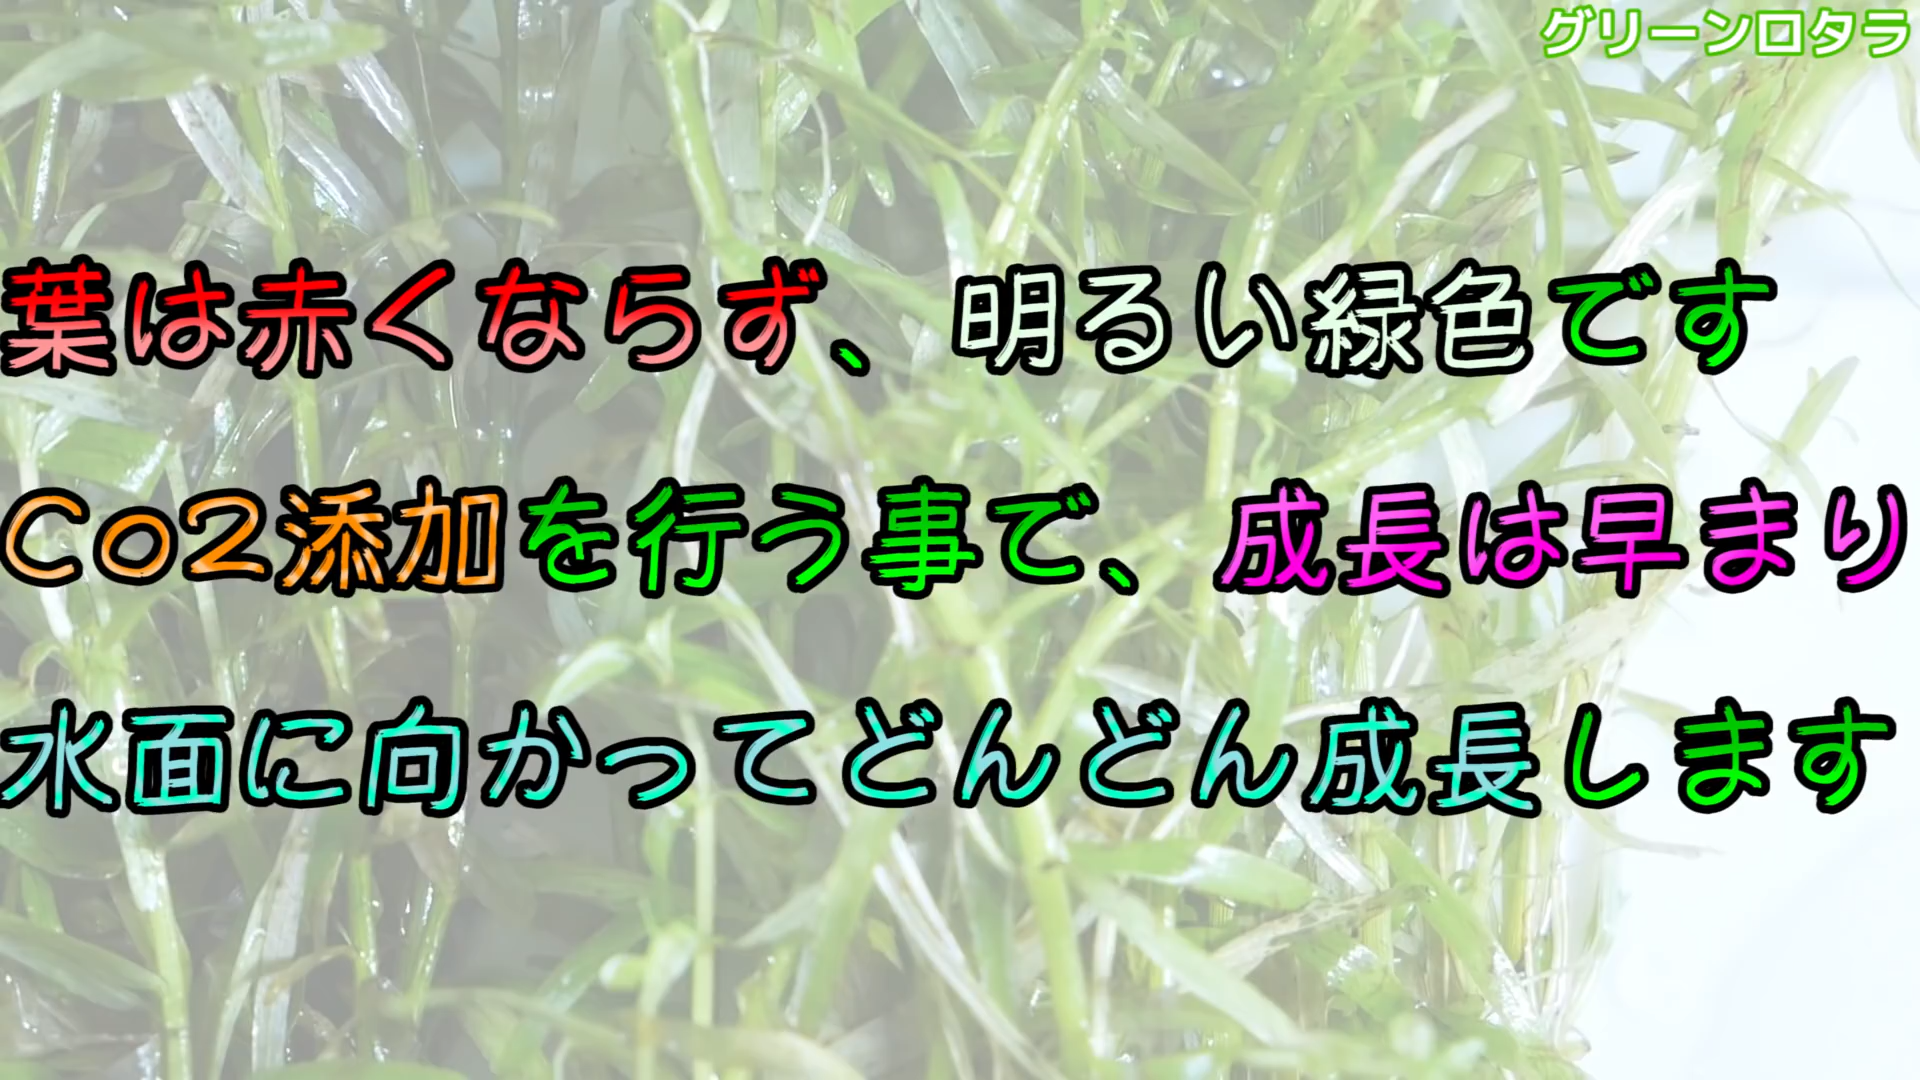 グリーンロタラ
葉は赤くならず、明るい緑色です
Co2添加を行う事で、成長は早まり
水面に向かってどんどん成長します